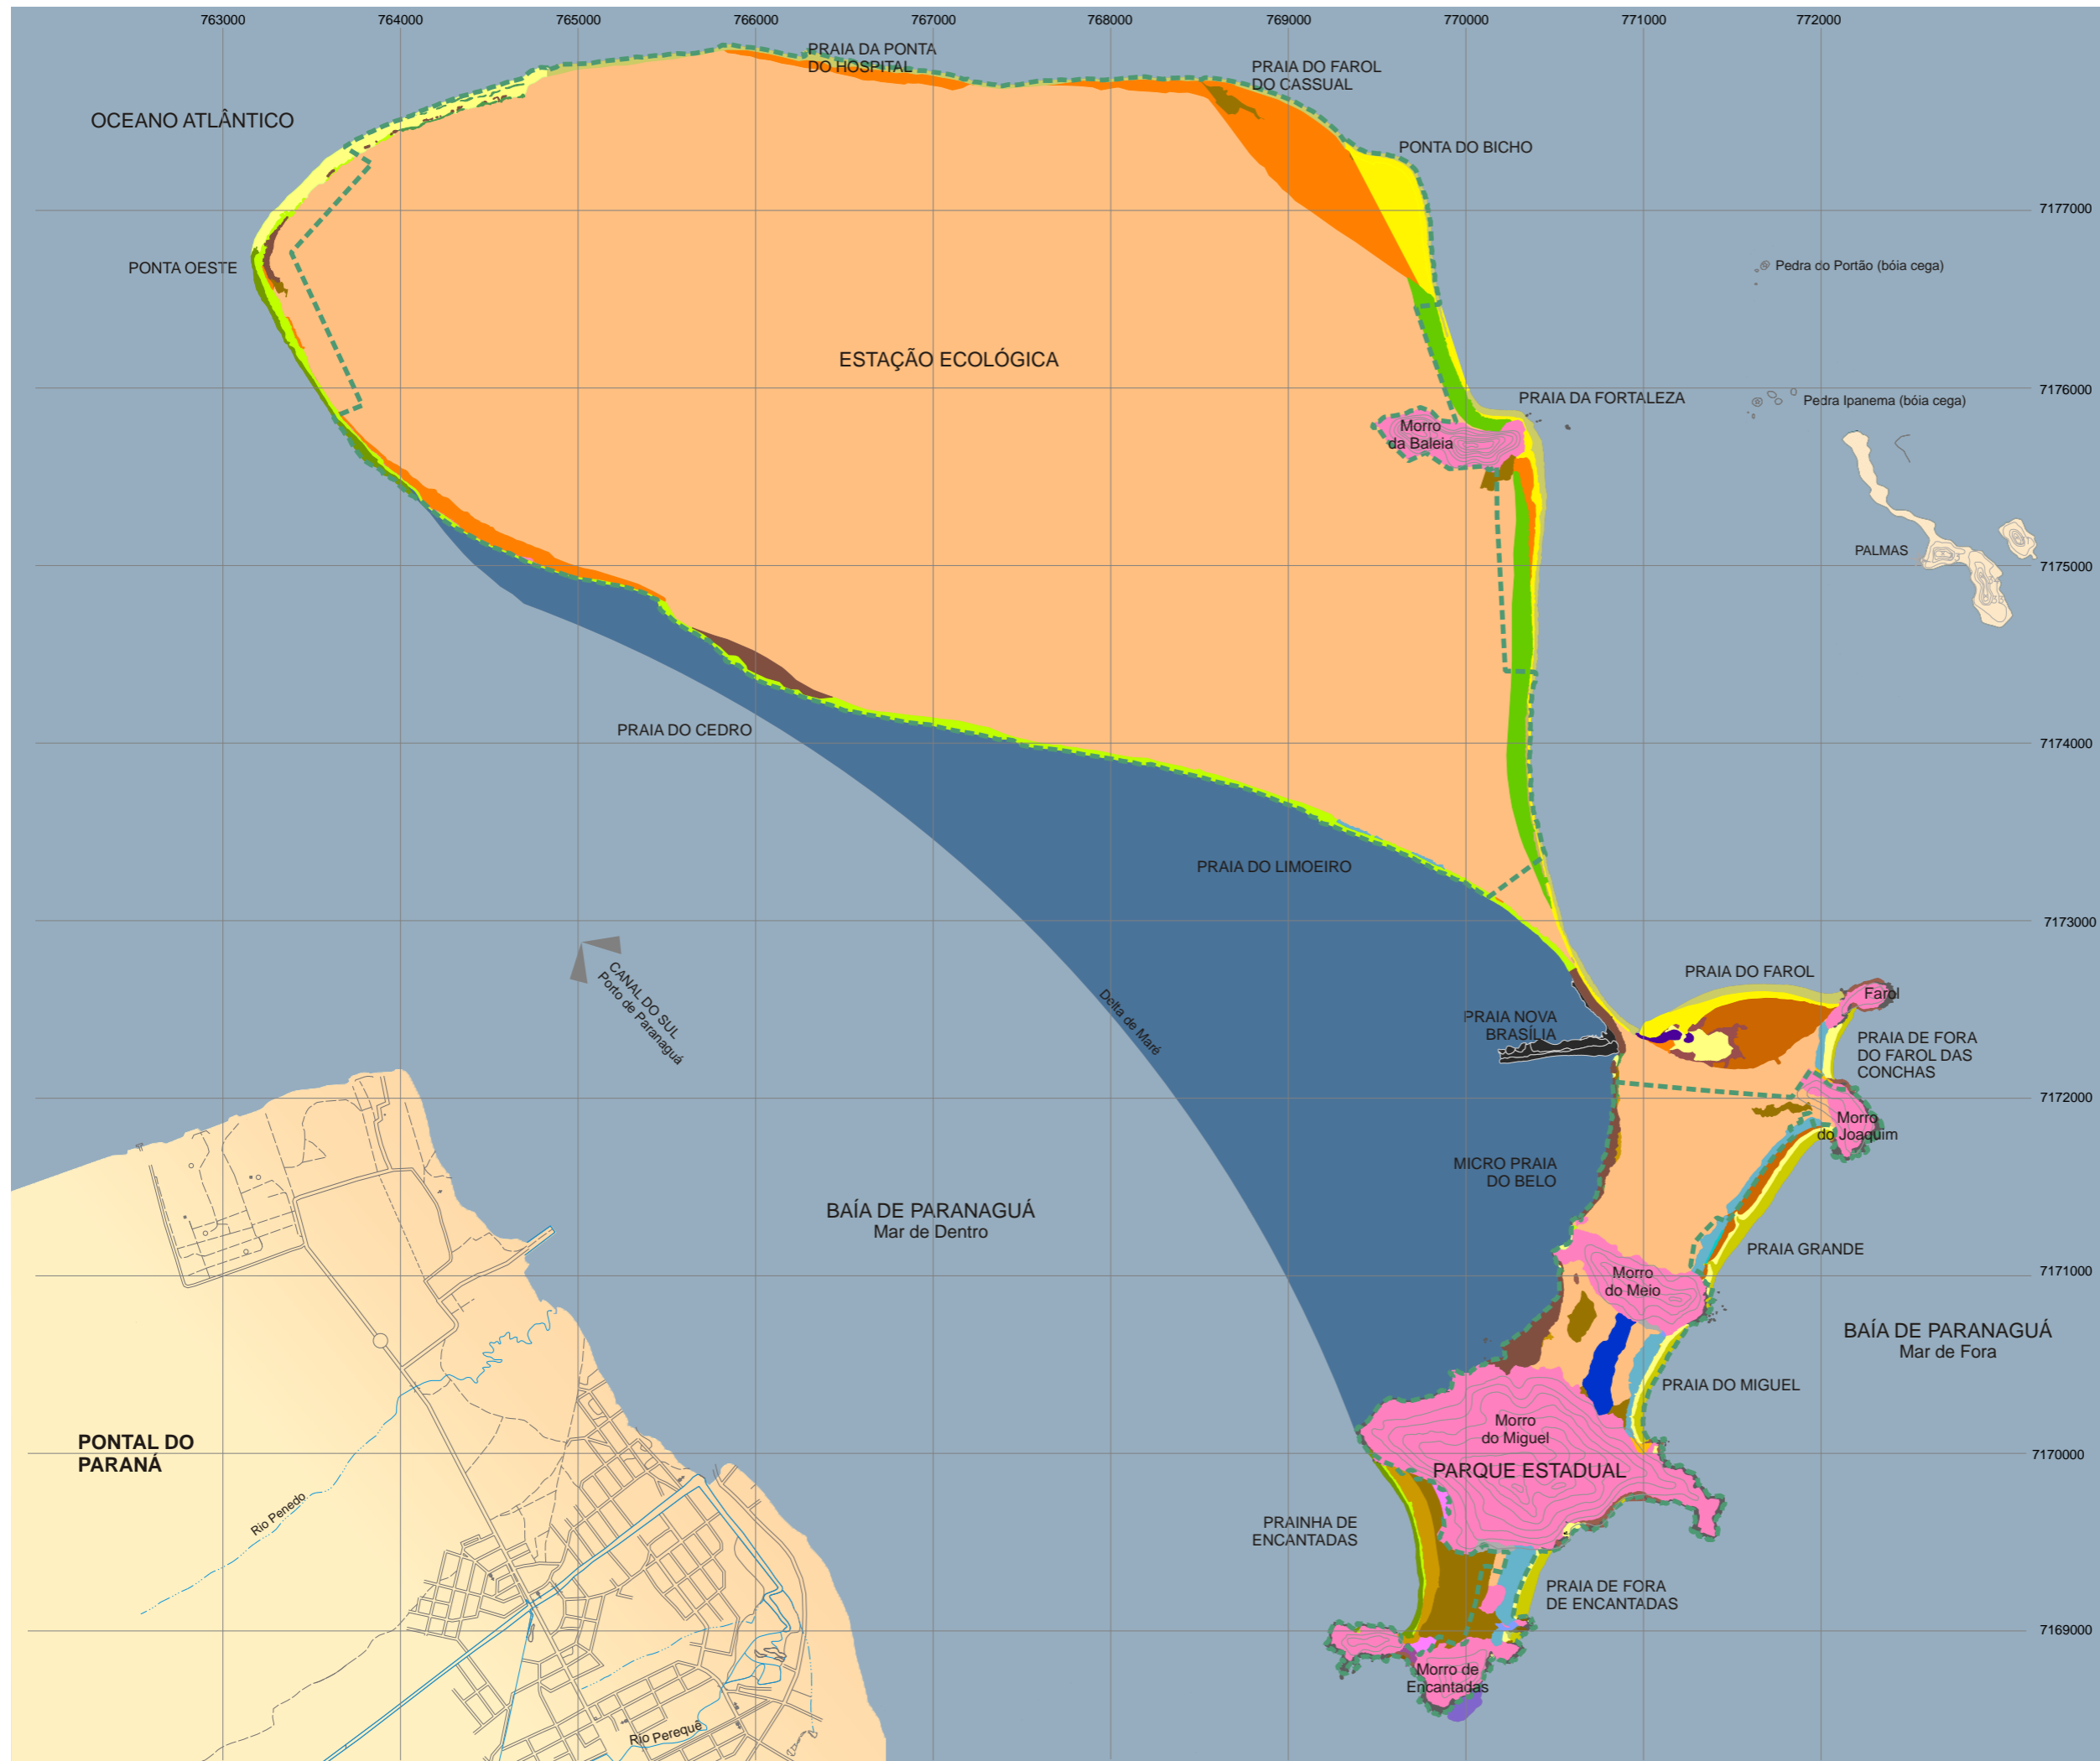 763000 764000 765000 766000 767000 768000 769000 770000 771000 772000
PRAIA DA PONTA
DO HOSPITAL
PRAIA DO FAROL
DO CASSUAL
OCEANO ATLÂNTICO
PONTA DO BICHO
7177000
PONTA OESTE
Pedra do Portão (bóia cega)
ESTAÇÃO ECOLÓGICA
7176000
PRAIA DA FORTALEZA
Pedra Ipanema (bóia cega)
Morro
da Baleia
PALMAS
7175000
PRAIA DO CEDRO
7174000
PRAIA DO LIMOEIRO
7173000
CANAL DO SUL
Porto de Paranaguá
PRAIA DO FAROL
Farol
Delta de Maré
PRAIA NOVA
BRASÍLIA
PRAIA DE FORA
DO FAROL DAS
CONCHAS
7172000
Morro
do Joaquim
MICRO PRAIA
DO BELO
BAÍA DE PARANAGUÁ
Mar de Dentro
PRAIA GRANDE
7171000
Morro
do Meio
BAÍA DE PARANAGUÁ
Mar de Fora
PRAIA DO MIGUEL
Morro
do Miguel
PONTAL DO
PARANÁ
7170000
PARQUE ESTADUAL
Rio Penedo
PRAINHA DE
ENCANTADAS
PRAIA DE FORA
DE ENCANTADAS
7169000
Morro de
Encantadas
Rio Perequê